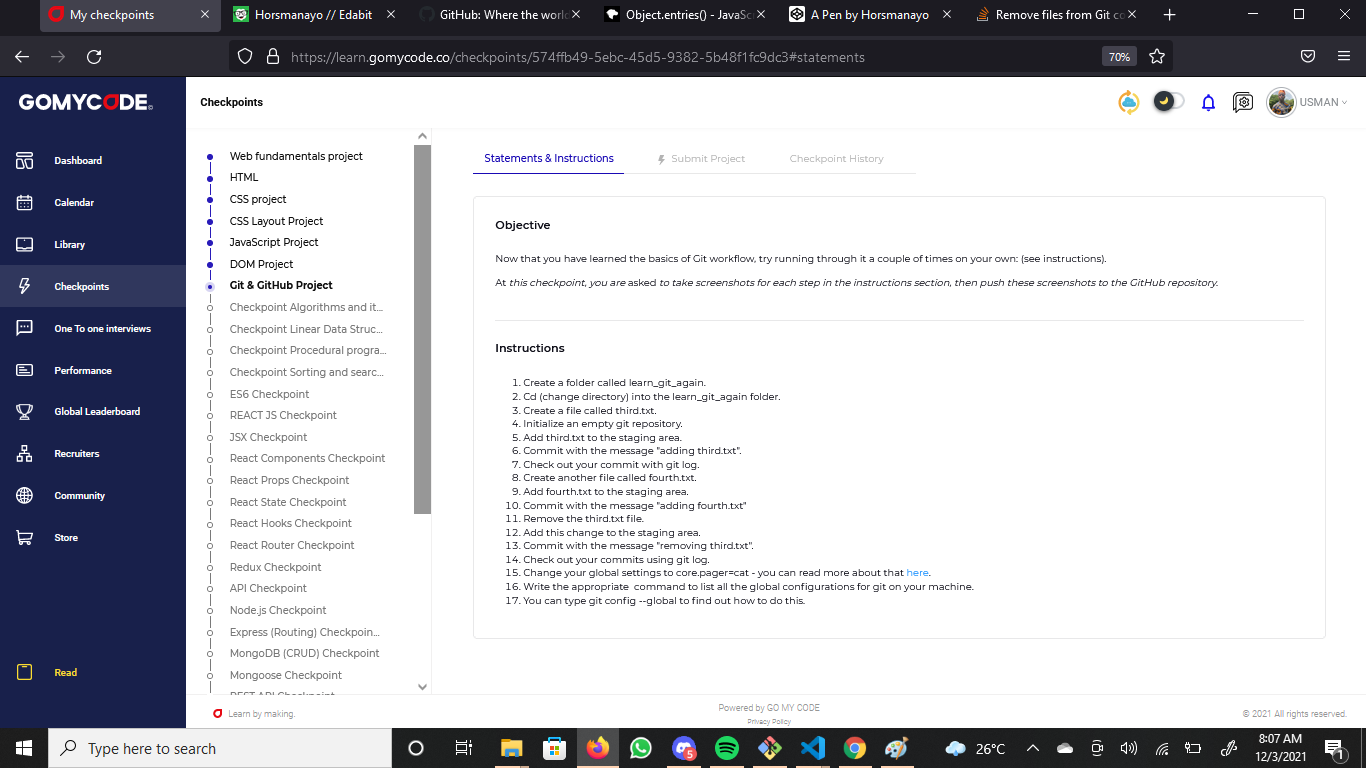 My checkpoints
Horsmanayo // Edabit
GitHub: Where the world
Object.entries() - JavaSc
A Pen by Horsmanayo
Remove files from Git co
https://learn.gomycode.co/checkpoints/574ffb49-5ebc-45d5-9382-5b48f1fc9dc3#statements
70%
GOMYCODE
Checkpoints
USMAN
Dashboard
Calendar
Library
Checkpoints
One To one interviews
Performance
Global Leaderboard
Recruiters
Community
Store
Read
Web fundamentals project
HTML
CSS project
CSS Layout Project
JavaScript Project
DOM Project
Git & GitHub Project
Checkpoint Algorithms and it...
Checkpoint Linear Data Struc...
Checkpoint Procedural progra...
Checkpoint Sorting and searc...
ES6 Checkpoint
REACT JS Checkpoint
JSX Checkpoint
React Components Checkpoint
React Props Checkpoint
React State Checkpoint
React Hooks Checkpoint
React Router Checkpoint
Redux Checkpoint
API Checkpoint
Node.js Checkpoint
Express (Routing) Checkpoin...
MongoDB (CRUD) Checkpoint
Mongoose Checkpoint
REST API Checkpoint
Statements & Instructions
Submit Project
Checkpoint History
Objective
Now that you have learned the basics of Git workflow, try running through it a couple of times on your own: (see instructions).
At this checkpoint, you are asked to take screenshots for each step in the instructions section, then push these screenshots to the GitHub repository.
Instructions
1. Create a folder called learn_git_again.
2. Cd (change directory) into the learn_git_again folder.
3. Create a file called third.txt.
4. Initialize an empty git repository.
5. Add third.txt to the staging area.
6. Commit with the message "adding third.txt".
7. Check out your commit with git log.
8. Create another file called fourth.txt.
9. Add fourth.txt to the staging area.
10. Commit with the message "adding fourth.txt"
11. Remove the third.txt file.
12. Add this change to the staging area.
13. Commit with the message "removing third.txt".
14. Check out your commits using git log.
15. Change your global settings to core.pager=cat - you can read more about that here.
16. Write the appropriate command to list all the global configurations for git on your machine.
17. You can type git config --global to find out how to do this.
Learn by making.
Powered by GO MY CODE
Privacy Policy
© 2021 All rights reserved.
Type here to search
5
26°C
8:07 AM
12/3/2021
1